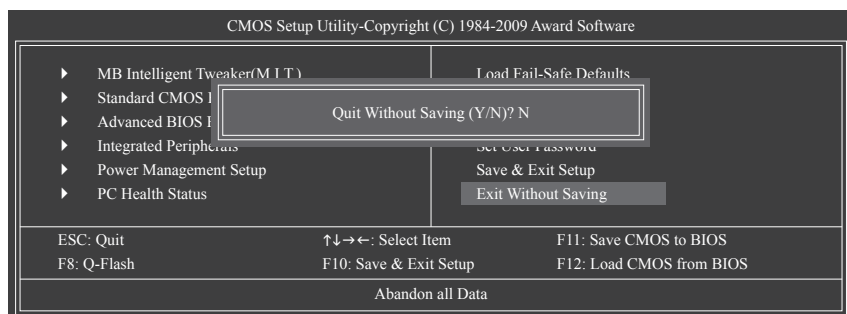 CMOS Setup Utility-Copyright (C) 1984-2009 Award Software
MB Intelligent Tweaker(M.I.T.)
Standard CMOS
Advanced BIOS
Integrated Peripherals
Power Management Setup
PC Health Status
Load Fail-Safe Defaults
Quit Without Saving (Y/N)? N
Set User Password
Save & Exit Setup
Exit Without Saving
ESC: Quit
↑↓→←: Select Item
F11: Save CMOS to BIOS
F8: Q-Flash
F10: Save & Exit Setup
F12: Load CMOS from BIOS
Abandon all Data